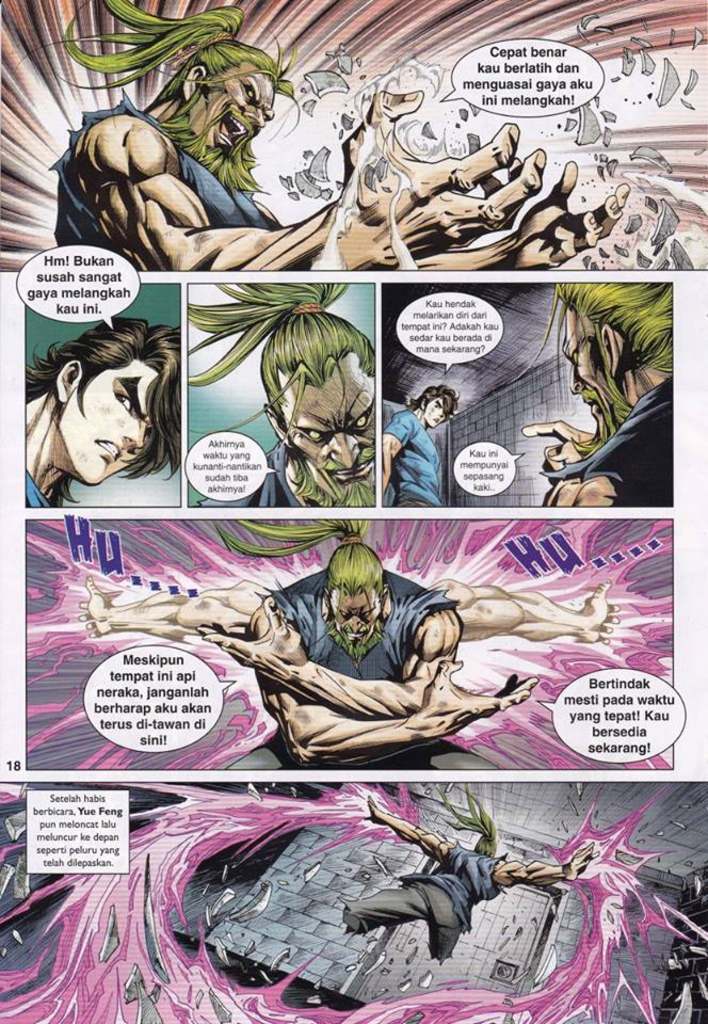 Cepat benar
kau berlatih dan
menguasai gaya aku
ini melangkah!
Hm! Bukan
susah sangat
gaya melangkah
kau ini.
Akhirnya
waktu yang
kunanti-nantikan
sudah tiba
akhirnya!
Kau hendak
melarikan diri dari
tempat ini? Adakah kau
sedar kau berada di
mana sekarang?
Kau ini
mempunyai
sepasang
kaki..
HU....
HU....
Meskipun
tempat ini api
neraka, janganlah
berharap aku akan
terus di-tawan di
sini!
Bertindak
mesti pada waktu
yang tepat! Kau
bersedia
sekarang!
18
Setelah habis
berbicara, Yue Feng
pun meloncat lalu
meluncur ke depan
seperti peluru yang
telah dilepaskan.